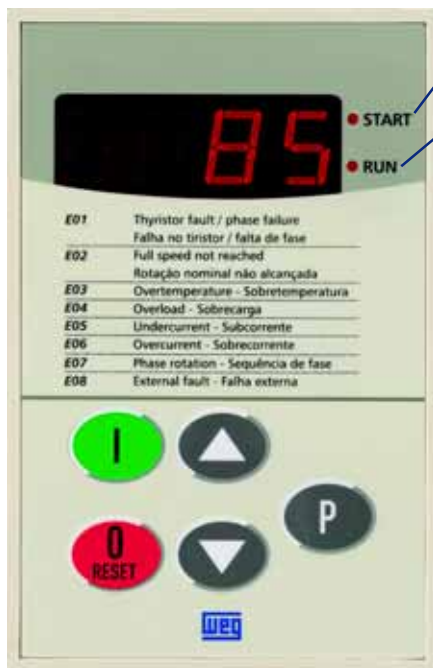 85
START
RUN
E01 Thyristor fault / phase failure
Falha no tiristor / falta de fase
E02 Full speed not reached
Rotação nominal não alcançada
E03 Overtemperature - Sobretemperatura
E04 Overload - Sobrecarga
E05 Undercurrent - Subcorrente
E06 Overcurrent - Sobrecorrente
E07 Phase rotation - Sequência de fase
E08 External fault - Falha externa
I
P
0
RESET
WEG